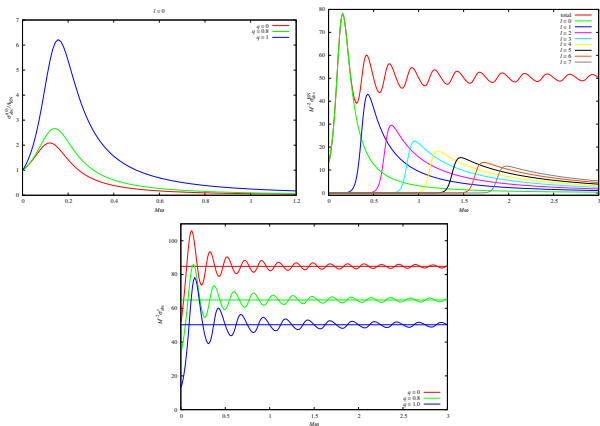 l = 0
q = 0
q = 0.8
q = 1
7
6
5
4
3
2
1
0
0
0.2
0.4
0.6
0.8
1
1.2
Mω
total
l = 0
l = 1
l = 2
l = 3
l = 4
l = 5
l = 6
l = 7
80
70
60
50
40
30
20
10
0
0
0.5
1
1.5
2
2.5
3
Mω
100
80
60
40
20
0
q = 0
q = 0.8
q = 1.0
0
0.5
1
1.5
2
2.5
3
Mω